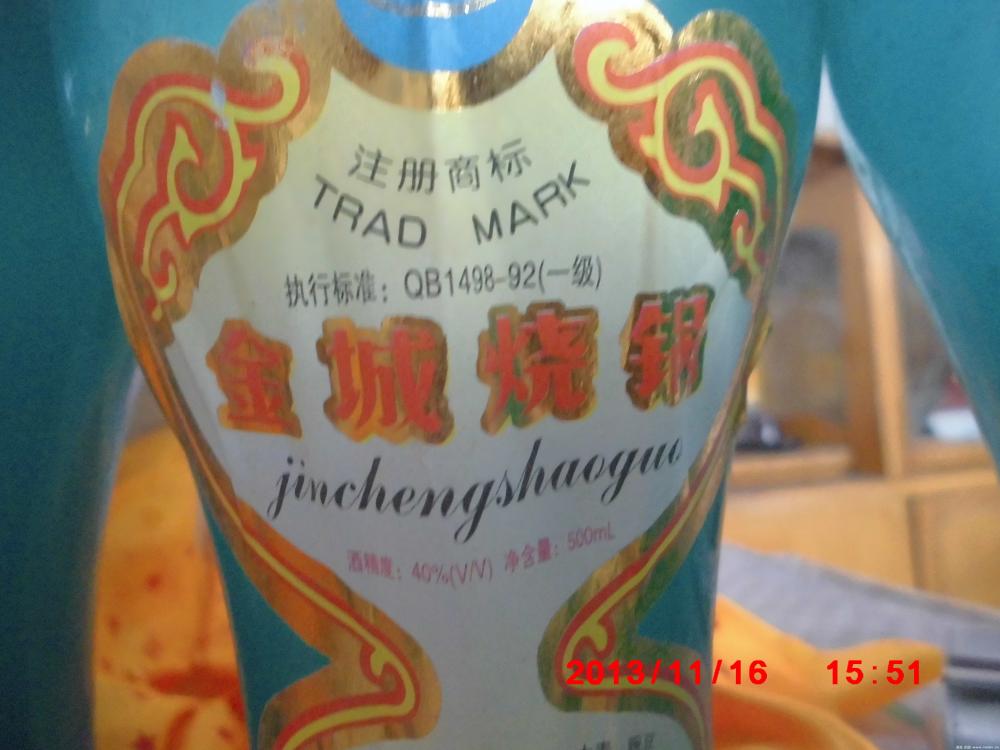 注册商标
TRAD MARK
执行标准：QB1498-92(一级)
金城烧锅
jinchengshaoguo
酒精度：40%(V/V) 净含量：500mL
2013/11/16 15:51